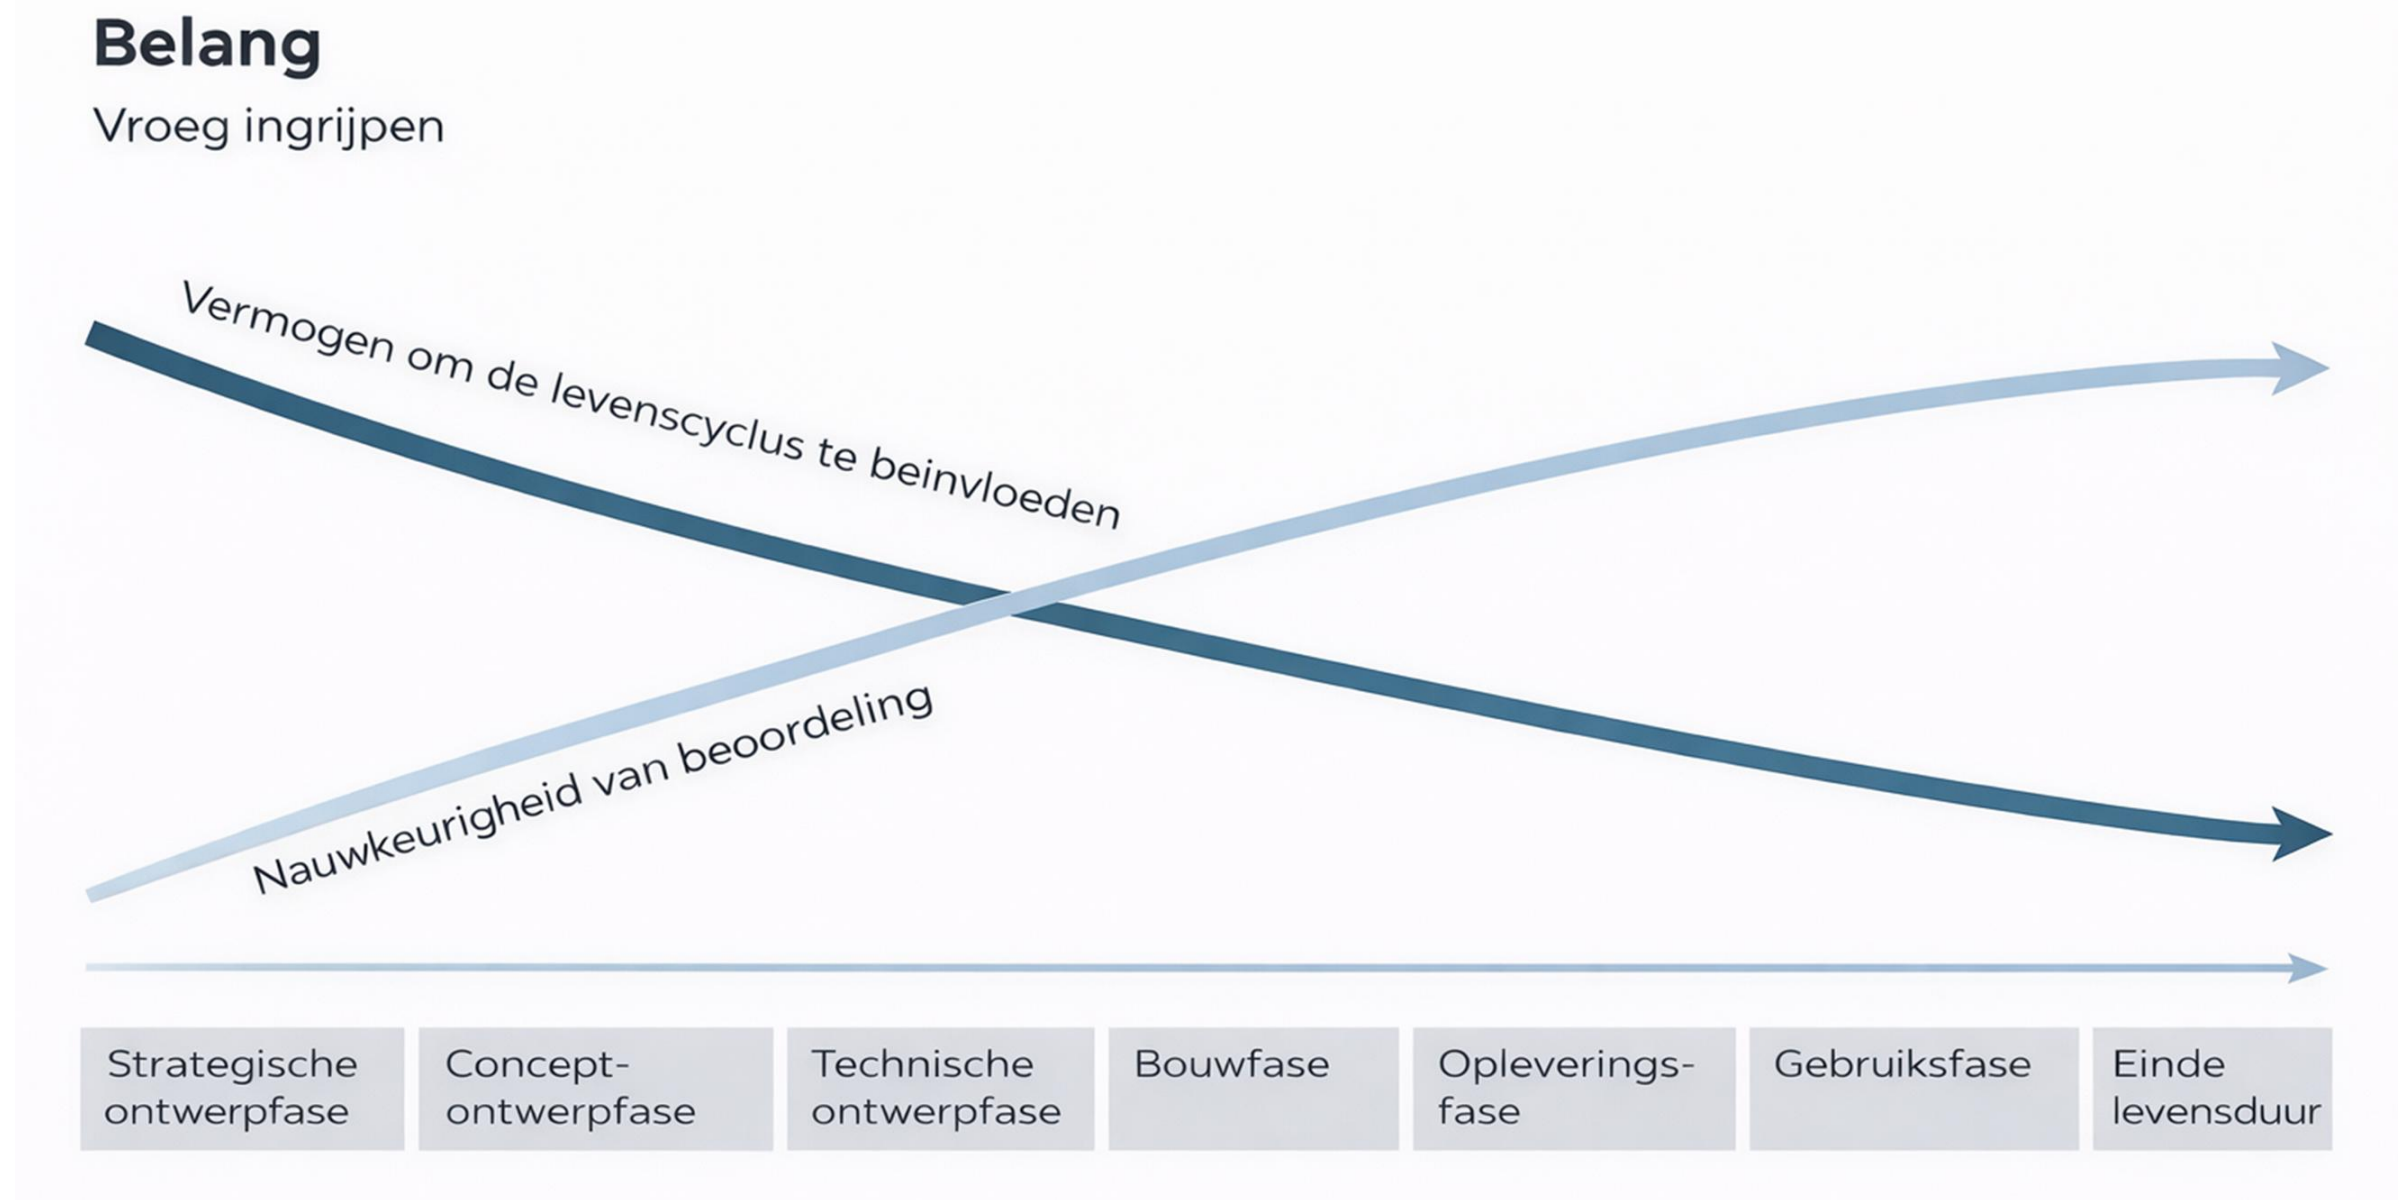 Belang
Vroeg ingrijpen
Vermogen om de levenscyclus te beinvloeden
Nauwkeurigheid van beoordeling
Strategische
ontwerpfase
Concept-
ontwerpfase
Technische
ontwerpfase
Bouwfase
Opleverings-
fase
Gebruiksfase
Einde
levensduur